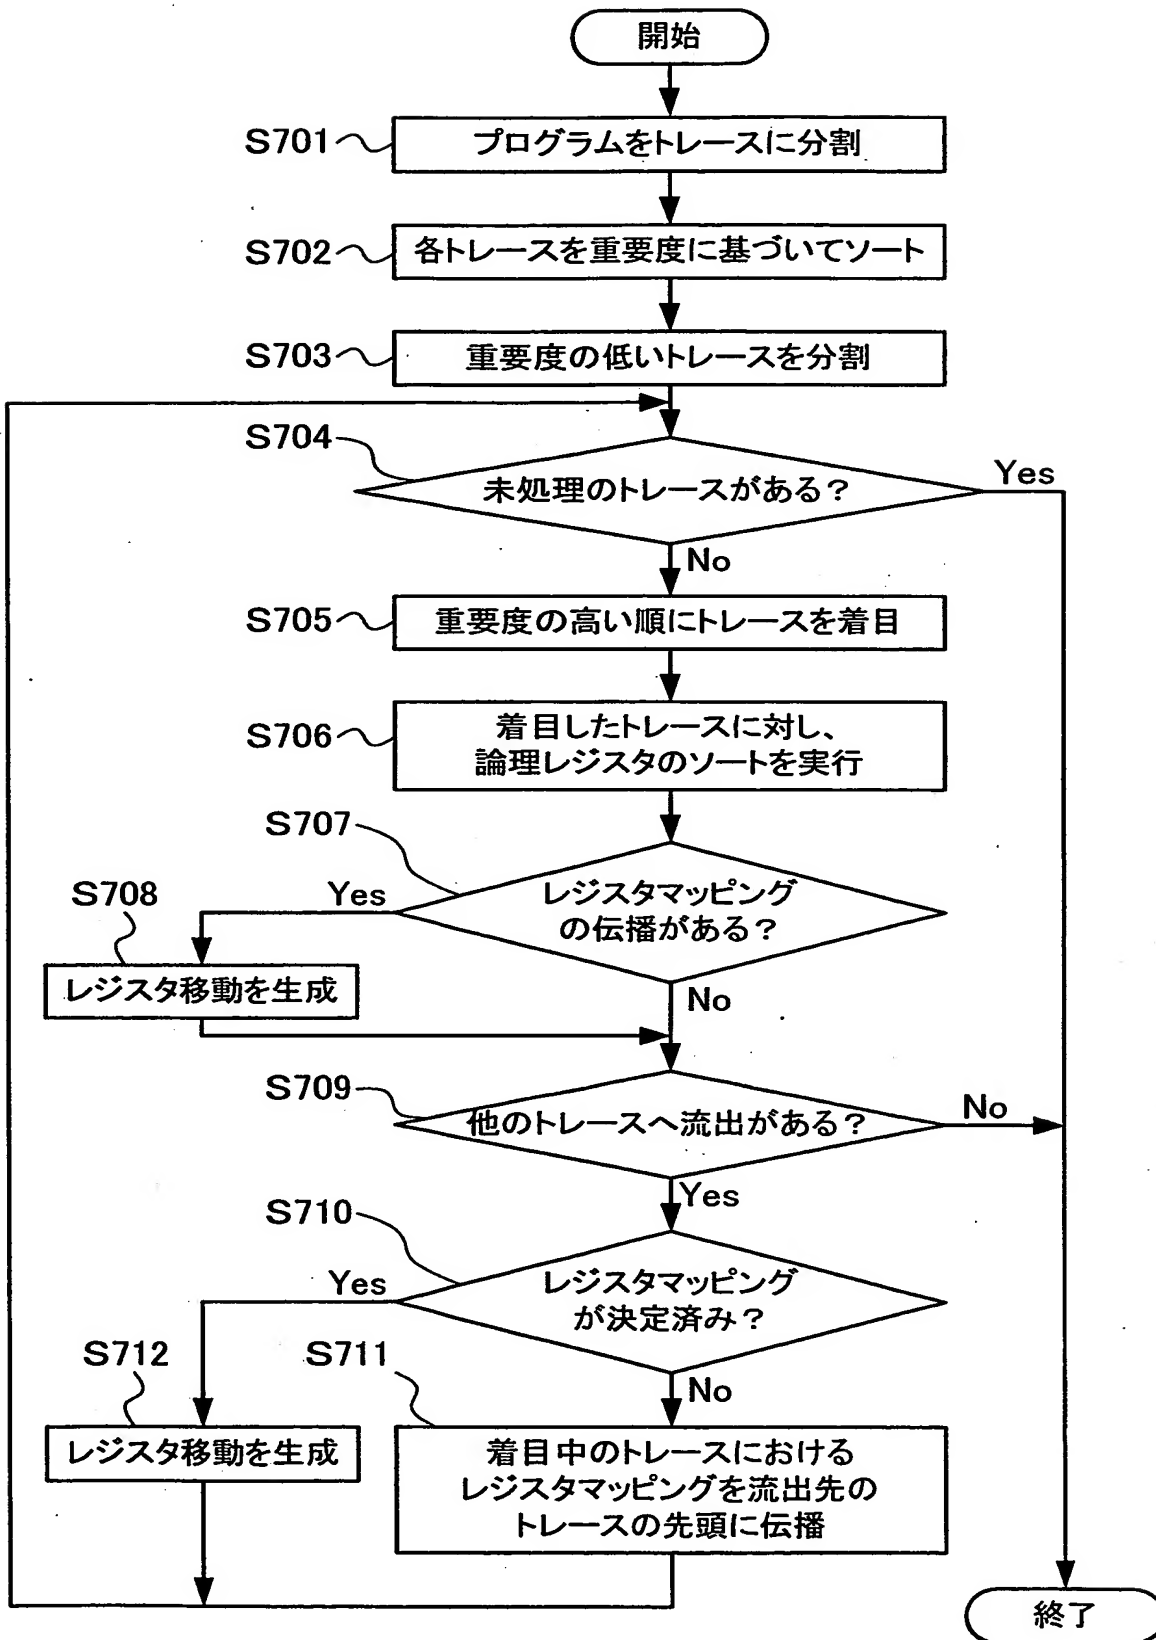 開始
S701
プログラムをトレースに分割
S702
各トレースを重要度に基づいてソート
S703
重要度の低いトレースを分割
S704
未処理のトレースがある?
Yes
No
S705
重要度の高い順にトレースを着目
S706
着目したトレースに対し、
論理レジスタのソートを実行
S707
レジスタマッピング
の伝播がある?
Yes
S708
レジスタ移動を生成
No
S709
他のトレースへ流出がある?
No
Yes
S710
レジスタマッピング
が決定済み?
Yes
S712
レジスタ移動を生成
No
S711
着目中のトレースにおける
レジスタマッピングを流出先の
トレースの先頭に伝播
終了